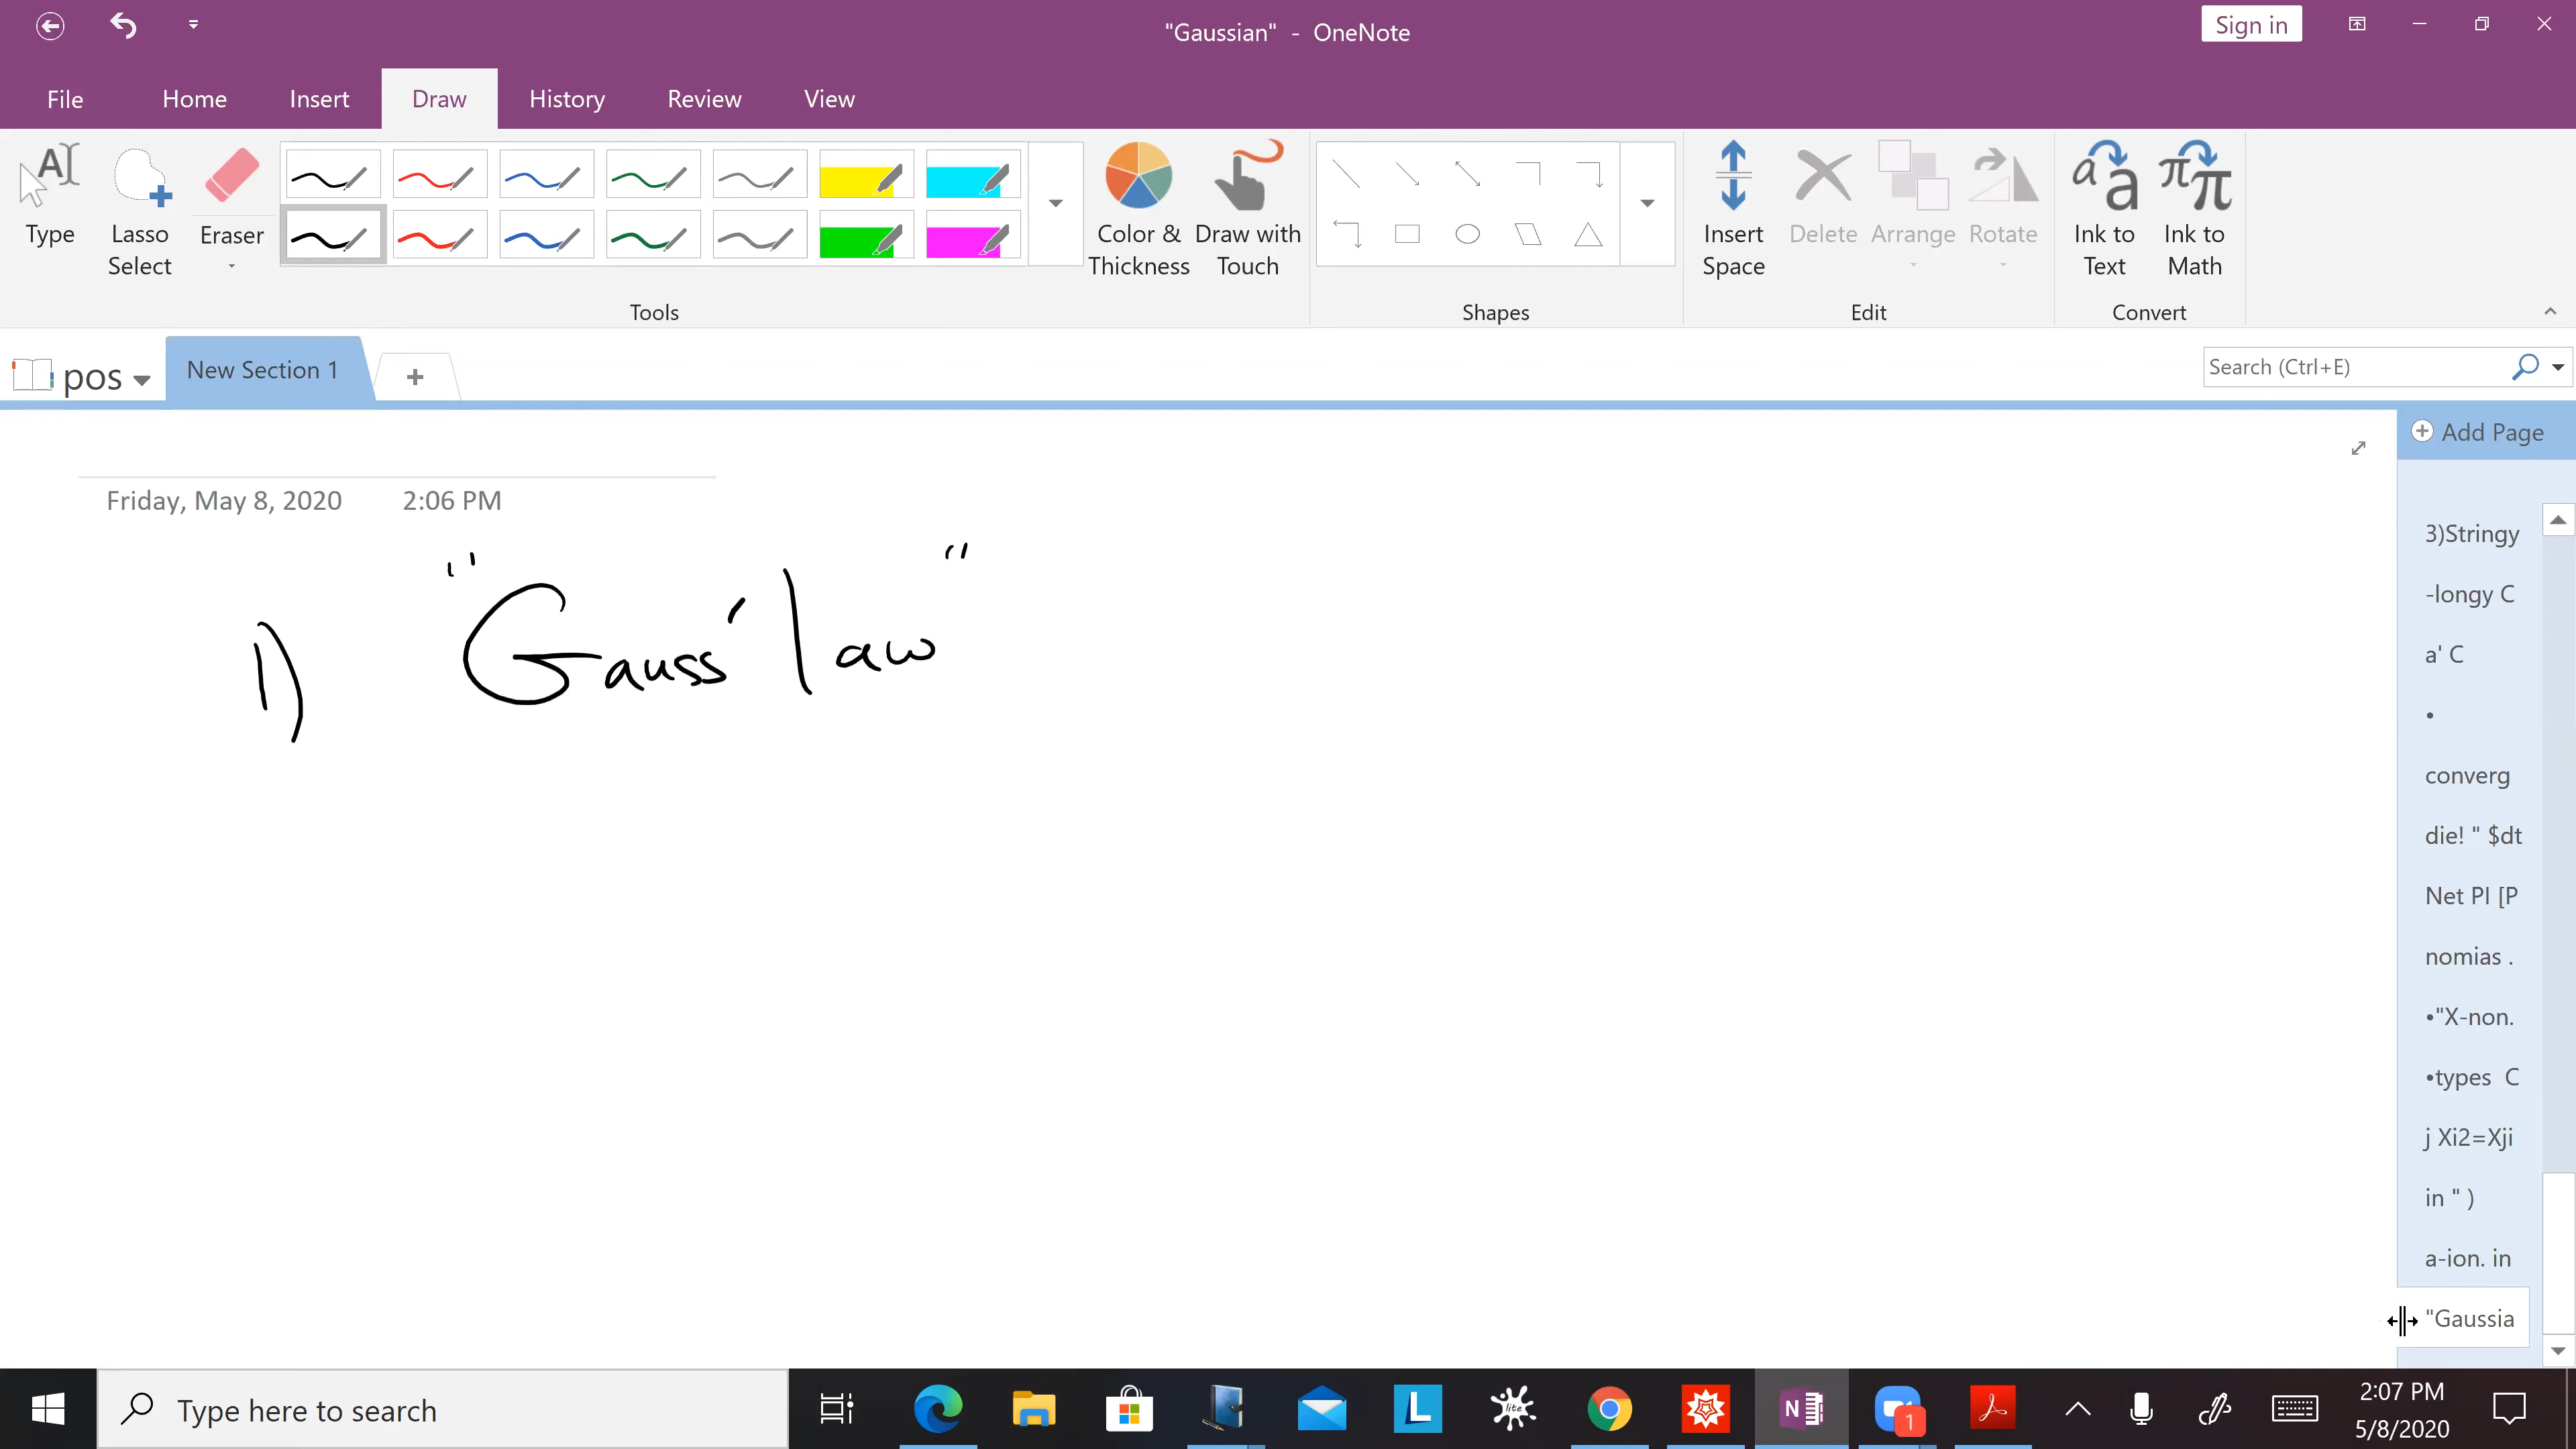 "Gaussian" - OneNote
Sign in
File Home Insert Draw History Review View
Type
Lasso Select
Eraser
Color & Thickness
Draw with Touch
Insert Space
Delete
Arrange
Rotate
Ink to Text
Ink to Math
Tools
Shapes
Edit
Convert
pos
New Section 1
+
Search (Ctrl+E)
Add Page
Friday, May 8, 2020 2:06 PM
1) "Gauss' law"
3)Stringy
-longy C
a' C
•
converg
die! " $dt
Net PI [P
nomias .
•"X-non.
•types C
j Xi2=Xji
in " )
a-ion. in
"Gaussia
Type here to search
L
lite
N
1
2:07 PM
5/8/2020